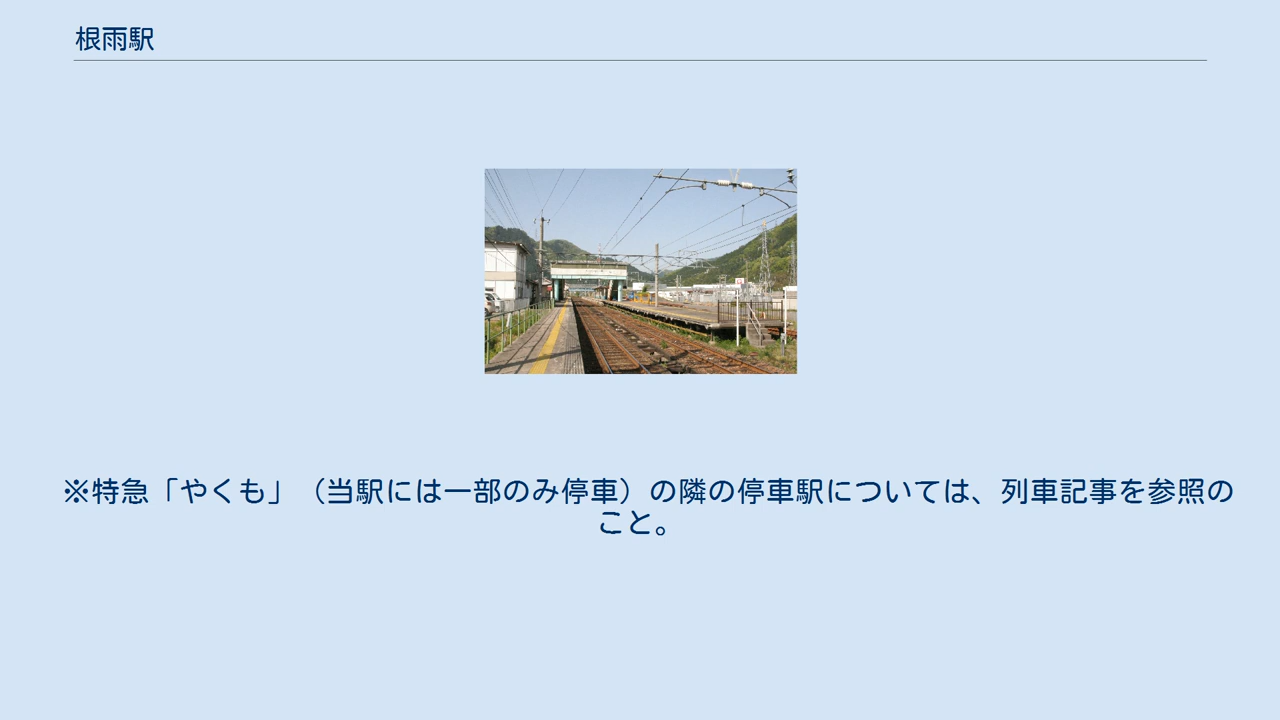 根雨駅
※特急「やくも」（当駅には一部のみ停車）の隣の停車駅については、列車記事を参照の
こと。